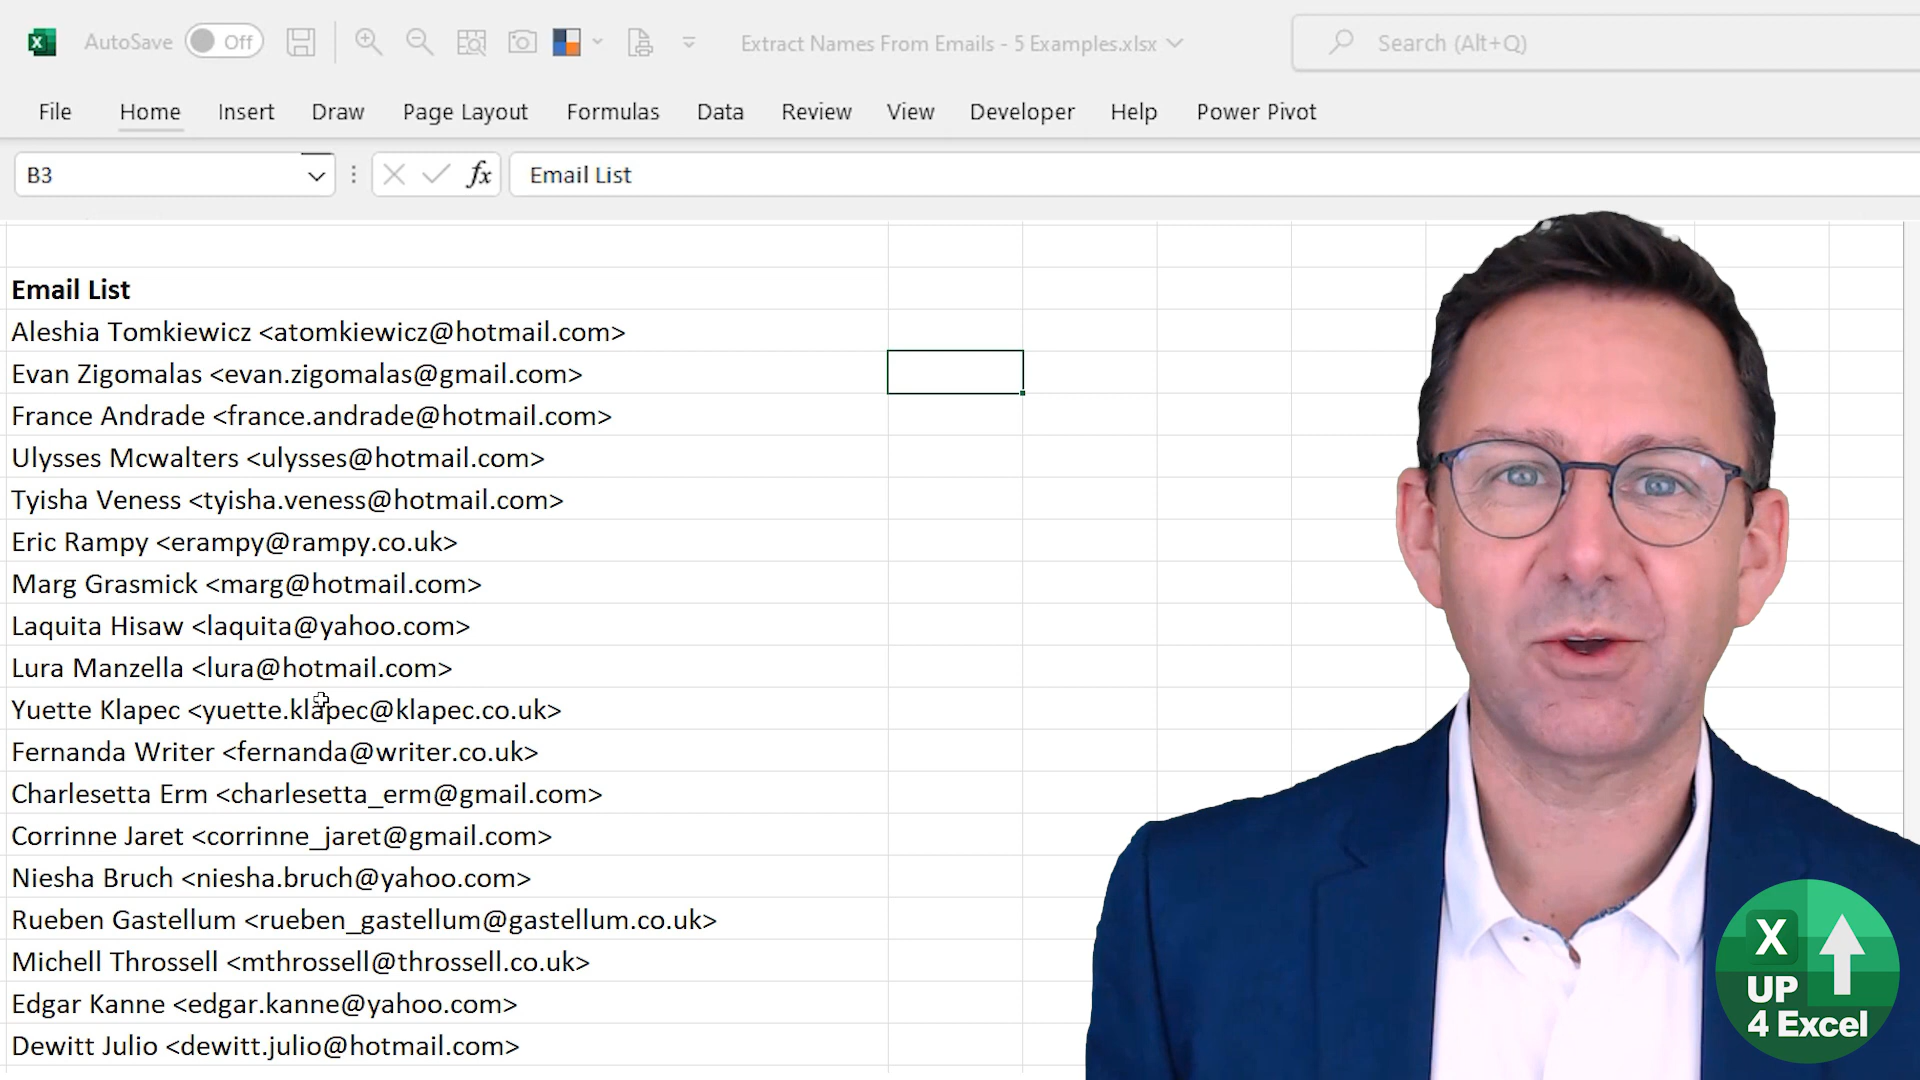 AutoSave Off Extract Names From Emails - 5 Examples.xlsx Search (Alt+Q)
File Home Insert Draw Page Layout Formulas Data Review View Developer Help Power Pivot
B3 fx Email List
Email List
Aleshia Tomkiewicz <atomkiewicz@hotmail.com>
Evan Zigomalas <evan.zigomalas@gmail.com>
France Andrade <france.andrade@hotmail.com>
Ulysses Mcwalters <ulysses@hotmail.com>
Tyisha Veness <tyisha.veness@hotmail.com>
Eric Rampy <erampy@rampy.co.uk>
Marg Grasmick <marg@hotmail.com>
Laquita Hisaw <laquita@yahoo.com>
Lura Manzella <lura@hotmail.com>
Yuette Klapec <yuette.klapec@klapec.co.uk>
Fernanda Writer <fernanda@writer.co.uk>
Charlesetta Erm <charlesetta_erm@gmail.com>
Corrinne Jaret <corrinne_jaret@gmail.com>
Niesha Bruch <niesha.bruch@yahoo.com>
Rueben Gastellum <rueben_gastellum@gastellum.co.uk>
Michell Throssell <mthrossell@throssell.co.uk>
Edgar Kanne <edgar.kanne@yahoo.com>
Dewitt Julio <dewitt.julio@hotmail.com>
X
UP
4 Excel